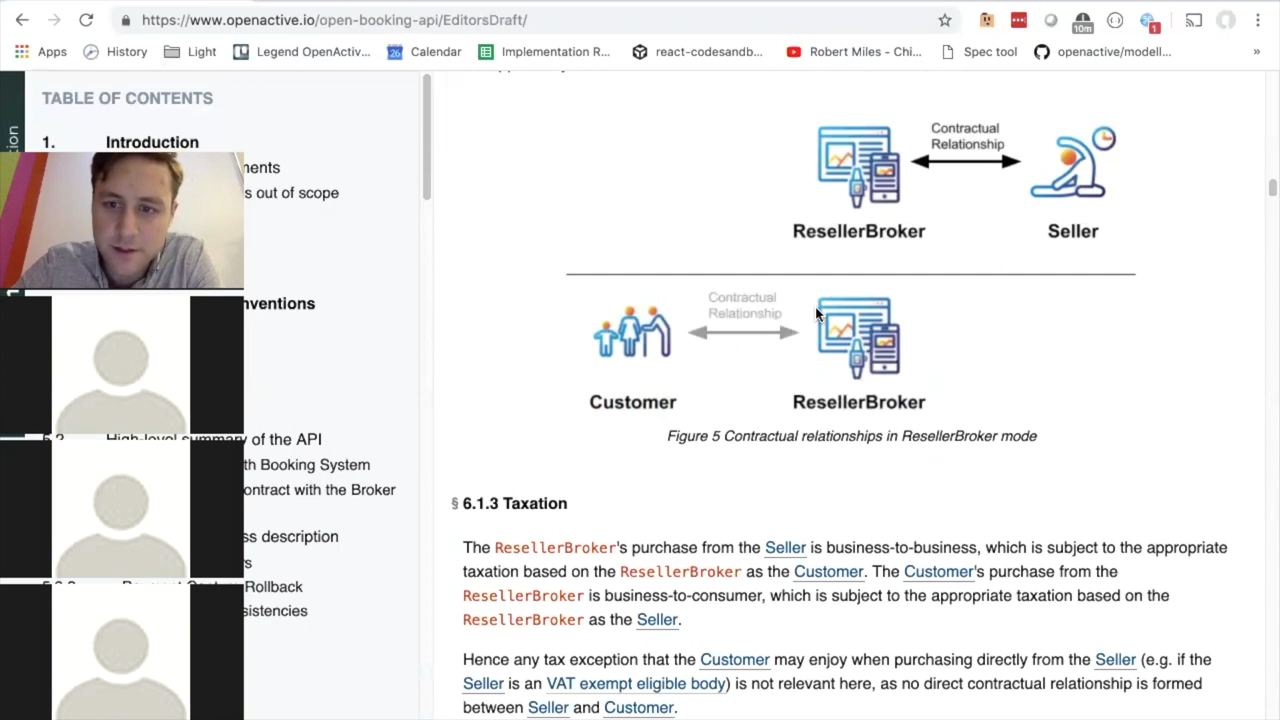 https://www.openactive.io/open-booking-api/EditorsDraft/
10m
1
Apps
History
Light
Legend OpenActiv...
26
Calendar
Implementation R...
react-codesandb...
Robert Miles - Chi...
Spec tool
openactive/modell...
»
TABLE OF CONTENTS
1. Introduction
s out of scope
5.2 High-level summary of the API
th Booking System
ontract with the Broker
ss description
Rollback
sistencies
Contractual
Relationship
ResellerBroker
Seller
Contractual
Relationship
Customer
ResellerBroker
Figure 5 Contractual relationships in ResellerBroker mode
§ 6.1.3 Taxation
The ResellerBroker's purchase from the Seller is business-to-business, which is subject to the appropriate
taxation based on the ResellerBroker as the Customer. The Customer's purchase from the
ResellerBroker is business-to-consumer, which is subject to the appropriate taxation based on the
ResellerBroker as the Seller.
Hence any tax exception that the Customer may enjoy when purchasing directly from the Seller (e.g. if the
Seller is an VAT exempt eligible body) is not relevant here, as no direct contractual relationship is formed
between Seller and Customer.